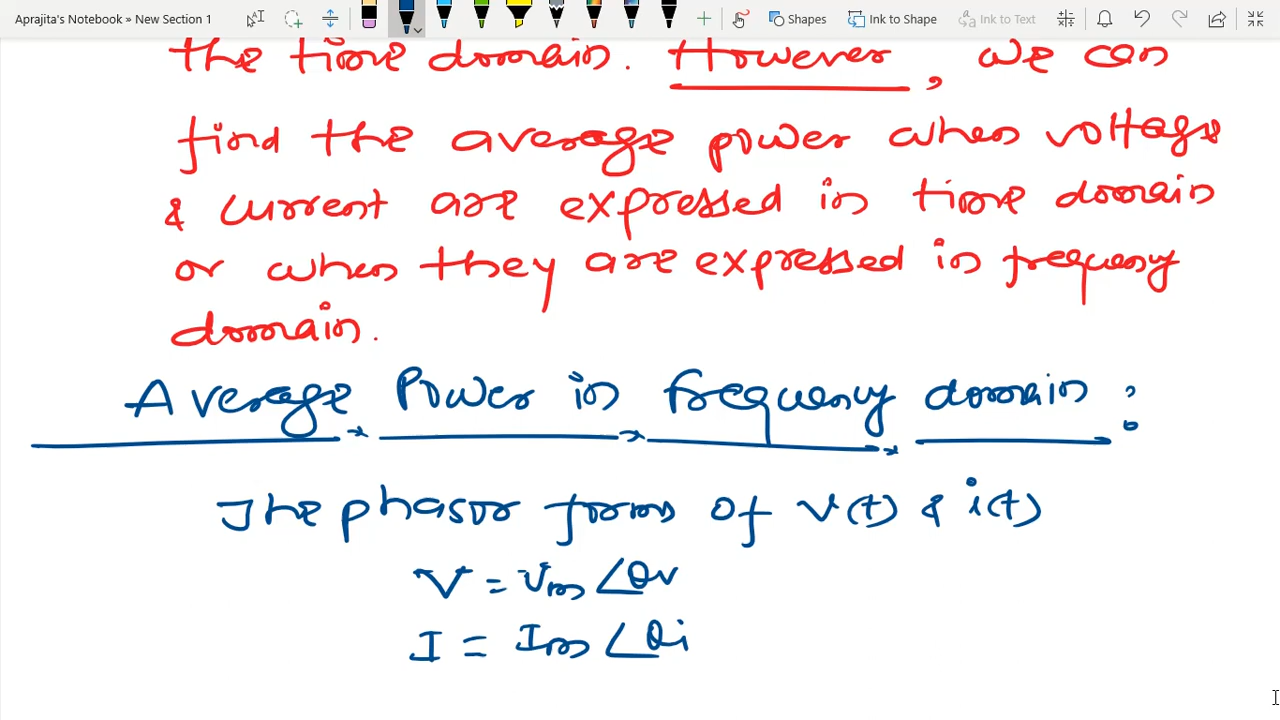 Aprajita's Notebook » New Section 1
Shapes
Ink to Shape
Ink to Text
the time domain. However, we can
find the average power when voltage
& current are expressed in time domain
or when they are expressed in frequency
domain.
Average Power in frequency domain :
The phasor forms of v(t) & i(t)
V = Vm ∠θv
I = Im ∠θi